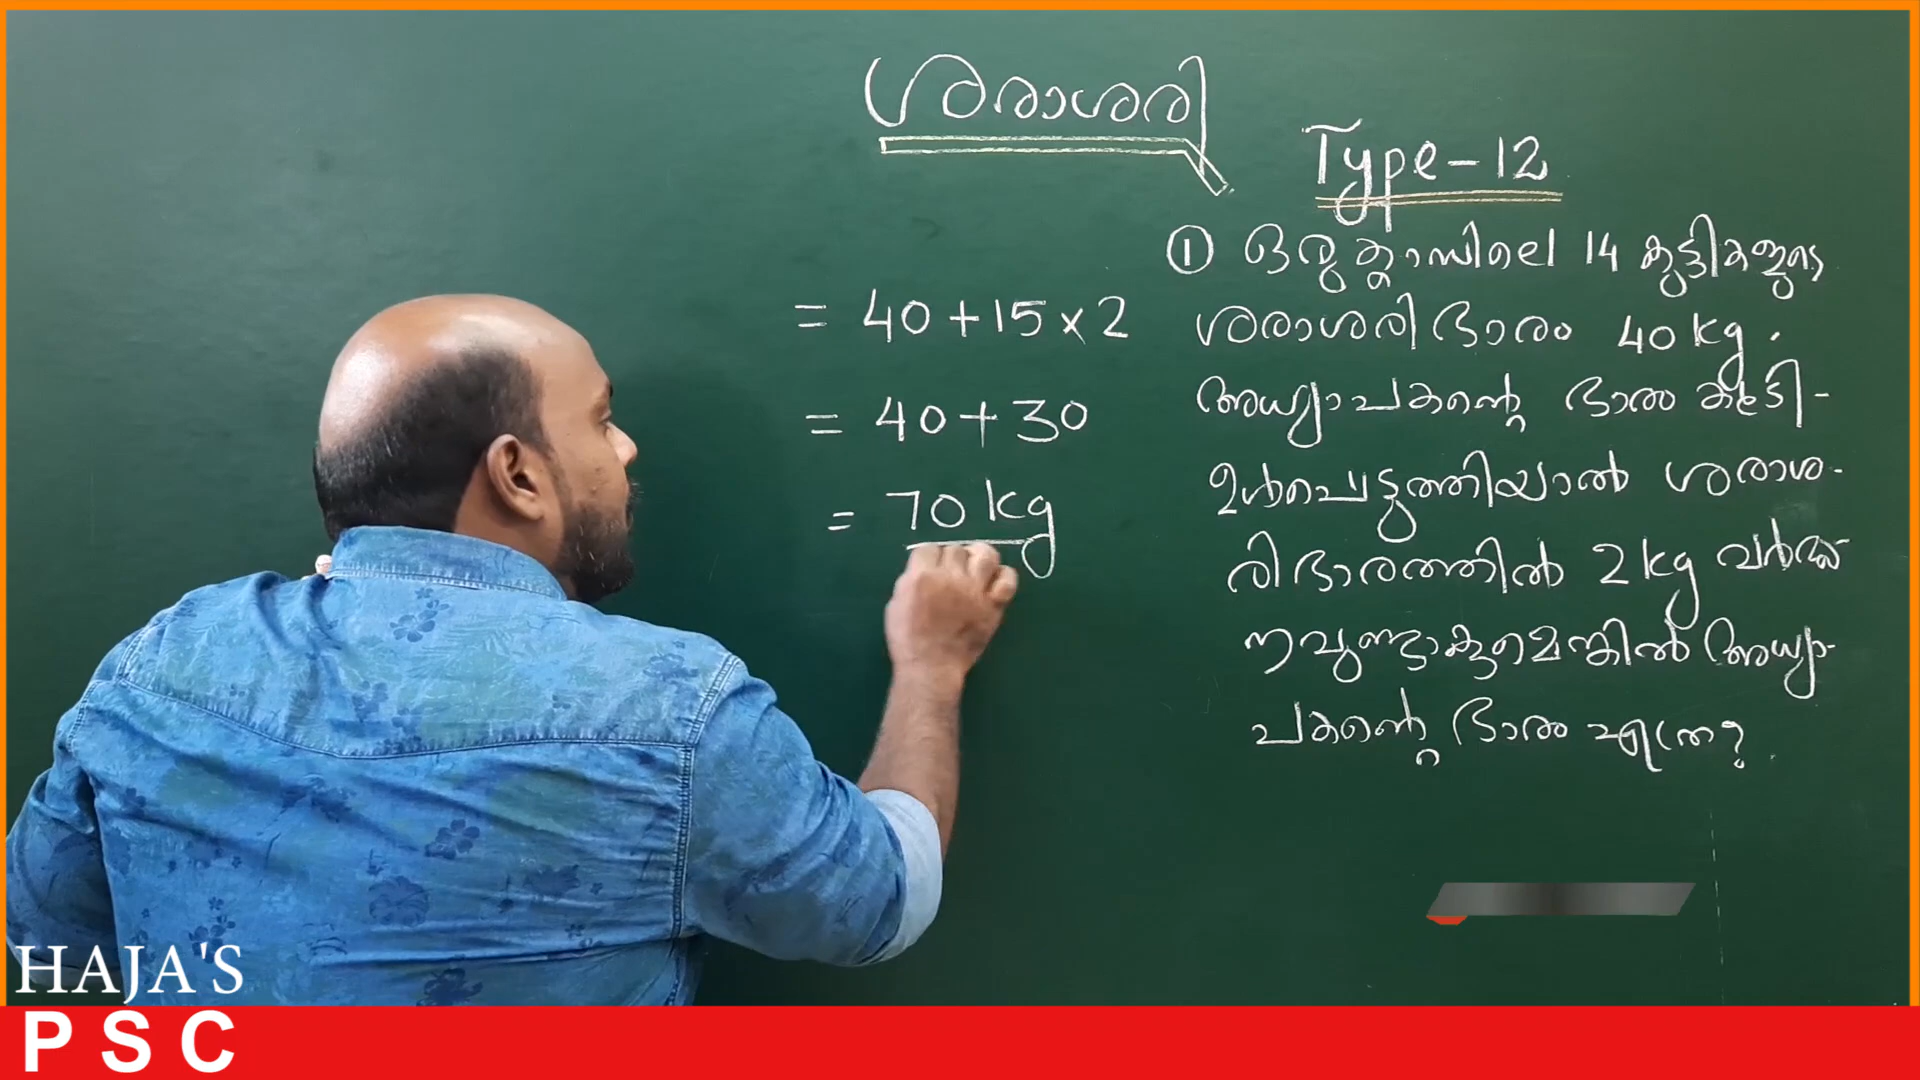 ശരാശരി
Type-12
① ഒരു ക്ലാസിലെ 14 കുട്ടികളുടെ
ശരാശരി ഭാരം 40 kg.
അധ്യാപകന്റെ ഭാരം കൂടി-
ഉൾപ്പെടുത്തിയാൽ ശരാശ-
രി ഭാരത്തിൽ 2 kg വർദ്ധ
നവുണ്ടാകുമെങ്കിൽ അധ്യാ-
പകന്റെ ഭാരം എത്ര?
= 40 + 15 x 2
= 40 + 30
= 70 kg
HAJA'S
PSC